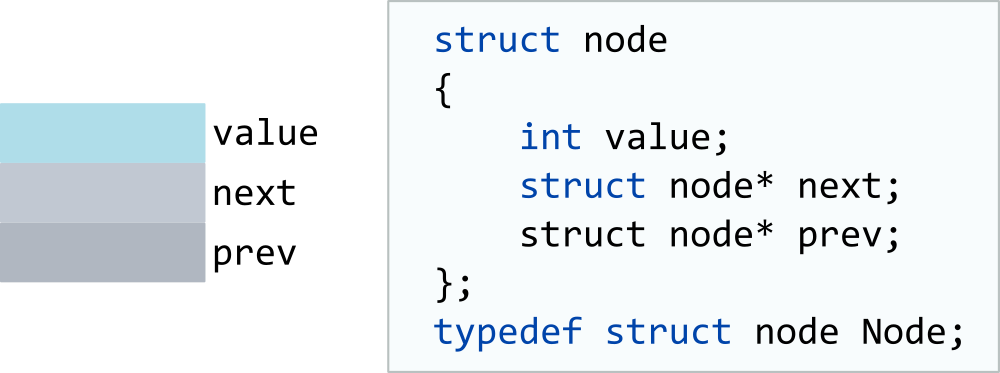 value
next
prev
struct node
{
    int value;
    struct node* next;
    struct node* prev;
};
typedef struct node Node;